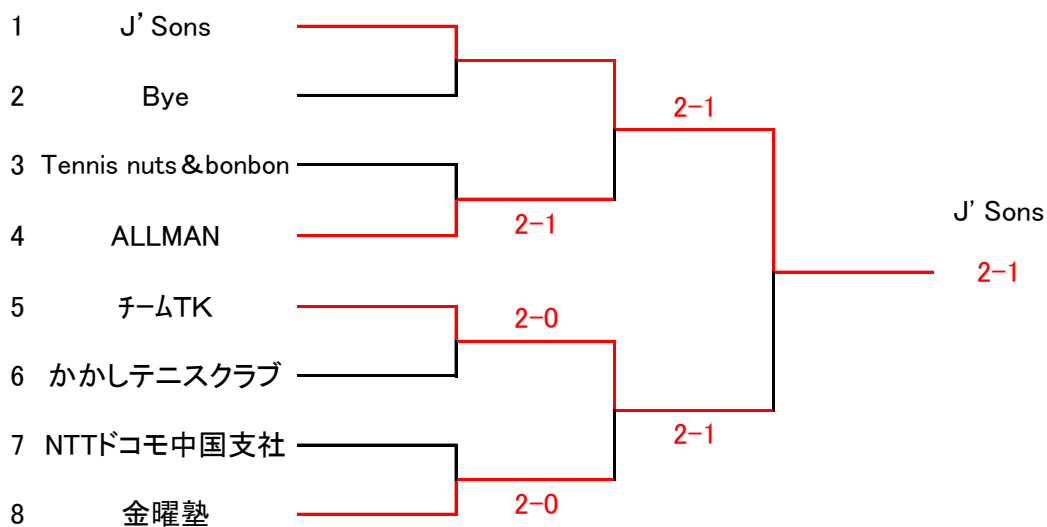 1 J' Sons
2 Bye
2-1
3 Tennis nuts＆bonbon
J' Sons
4 ALLMAN
2-1
2-1
5 チームTK
2-0
6 かかしテニスクラブ
2-1
7 NTTドコモ中国支社
2-0
8 金曜塾